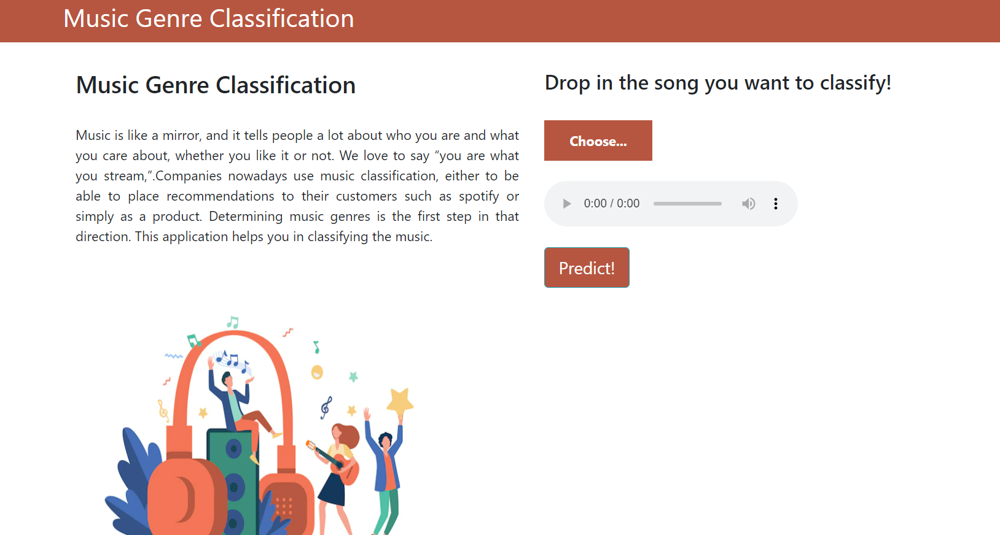 Music Genre Classification
Music Genre Classification
Music is like a mirror, and it tells people a lot about who you are and what
you care about, whether you like it or not. We love to say “you are what
you stream,”.Companies nowadays use music classification, either to be
able to place recommendations to their customers such as spotify or
simply as a product. Determining music genres is the first step in that
direction. This application helps you in classifying the music.
Drop in the song you want to classify!
Choose...
0:00 / 0:00
Predict!